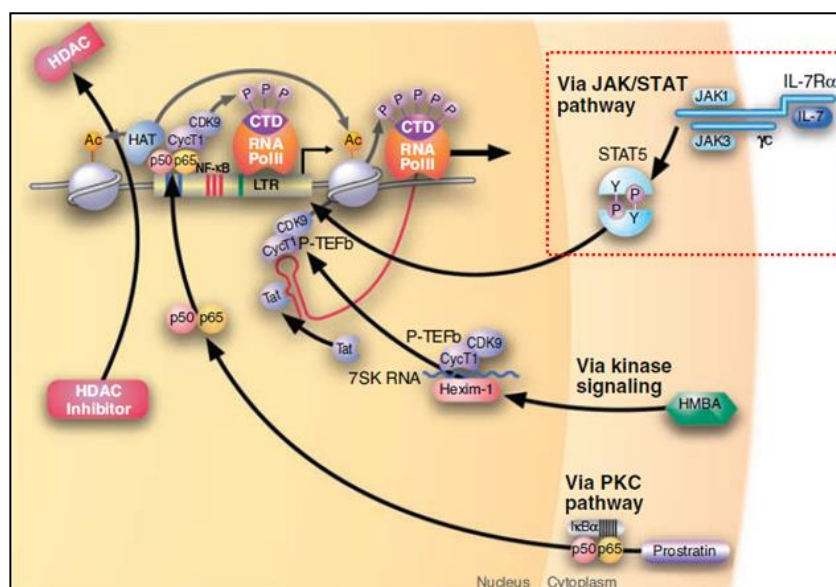 HDAC
Via JAK/STAT
pathway
IL-7Rα
JAK1
IL-7
JAK3
γC
STAT5
Y
P
P
Y
P
P
P
CTD
RNA
PolII
P
P
P
P
P
CTD
RNA
PolII
Ac
HAT
CycT1
CDK9
p50
p65
NF-κB
LTR
Ac
CDK9
CycT1
P-TEFb
Tat
Tat
p50
p65
P-TEFb
CDK9
CycT1
7SK RNA
Hexim-1
Via kinase
signaling
HMBA
HDAC
Inhibitor
Via PKC
pathway
p50
p65
Prostratin
Nucleus
Cytoplasm